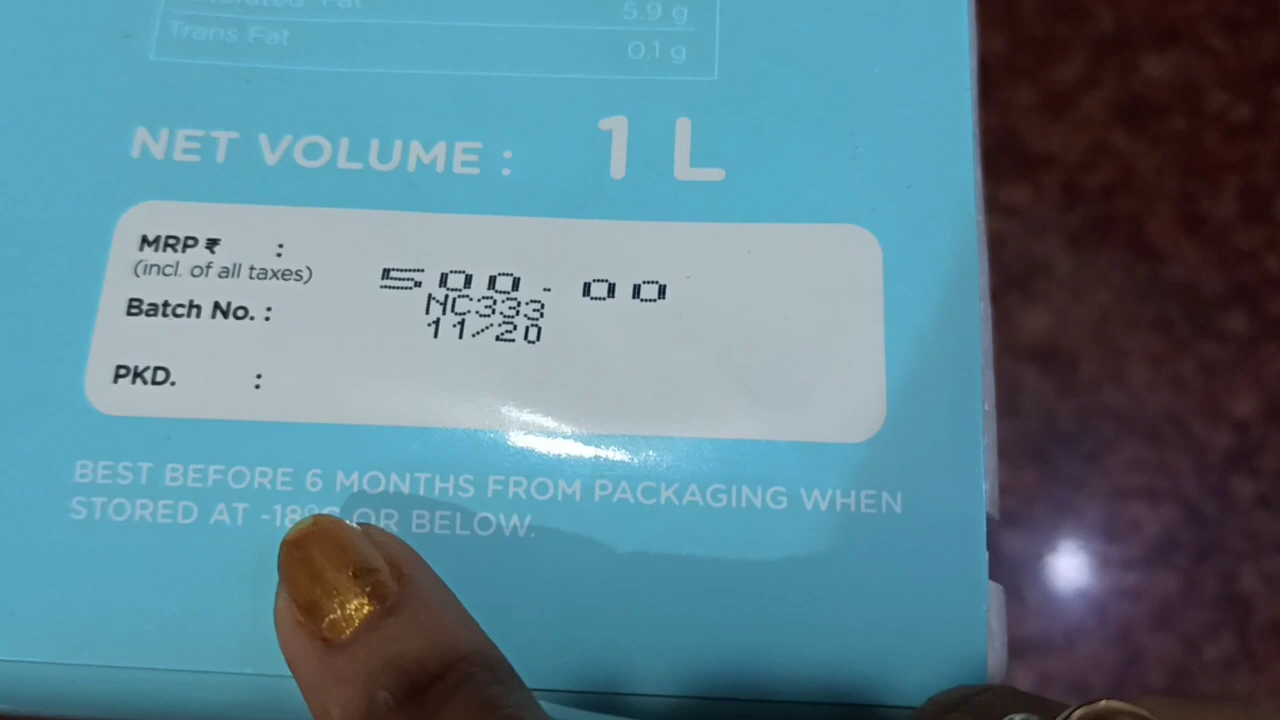 Fat 5.9 g
Trans Fat 0.1 g
NET VOLUME : 1 L
MRP ₹ :
(incl. of all taxes) 500.00
Batch No. : NC333
11/20
PKD. :
BEST BEFORE 6 MONTHS FROM PACKAGING WHEN
STORED AT -18°C OR BELOW.